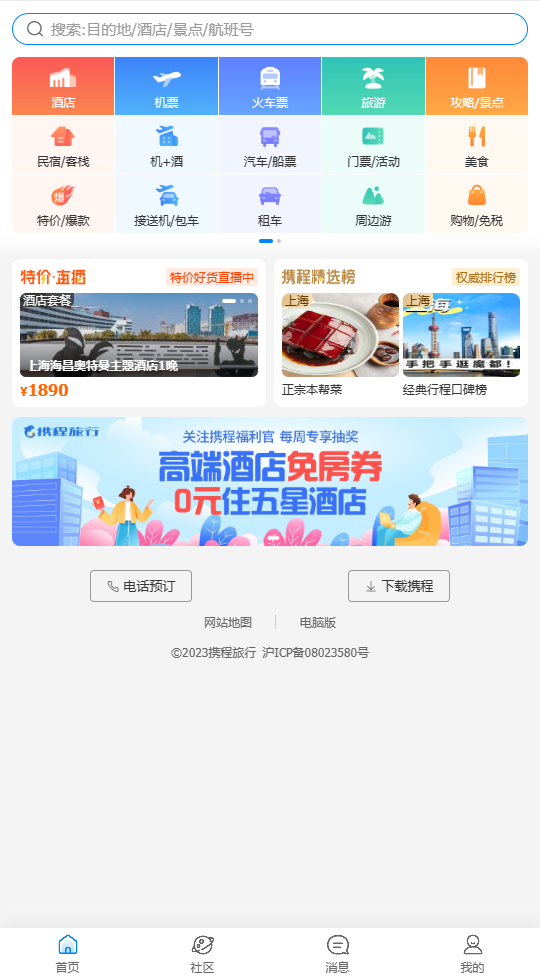 搜索:目的地/酒店/景点/航班号
酒店
机票
火车票
旅游
攻略/景点
民宿/客栈
机+酒
汽车/船票
门票/活动
美食
爆
特价/爆款
接送机/包车
租车
周边游
购物/免税
特价·直播
特价好货直播中
酒店套餐
上海海昌奥特曼主题酒店1晚
¥1890
携程精选榜
权威排行榜
上海
正宗本帮菜
上海
上海
手把手逛魔都!
经典行程口碑榜
携程旅行
关注携程福利官 每周专享抽奖
高端酒店免房券
0元住五星酒店
电话预订
下载携程
网站地图
电脑版
©2023携程旅行 沪ICP备08023580号
首页
社区
消息
我的